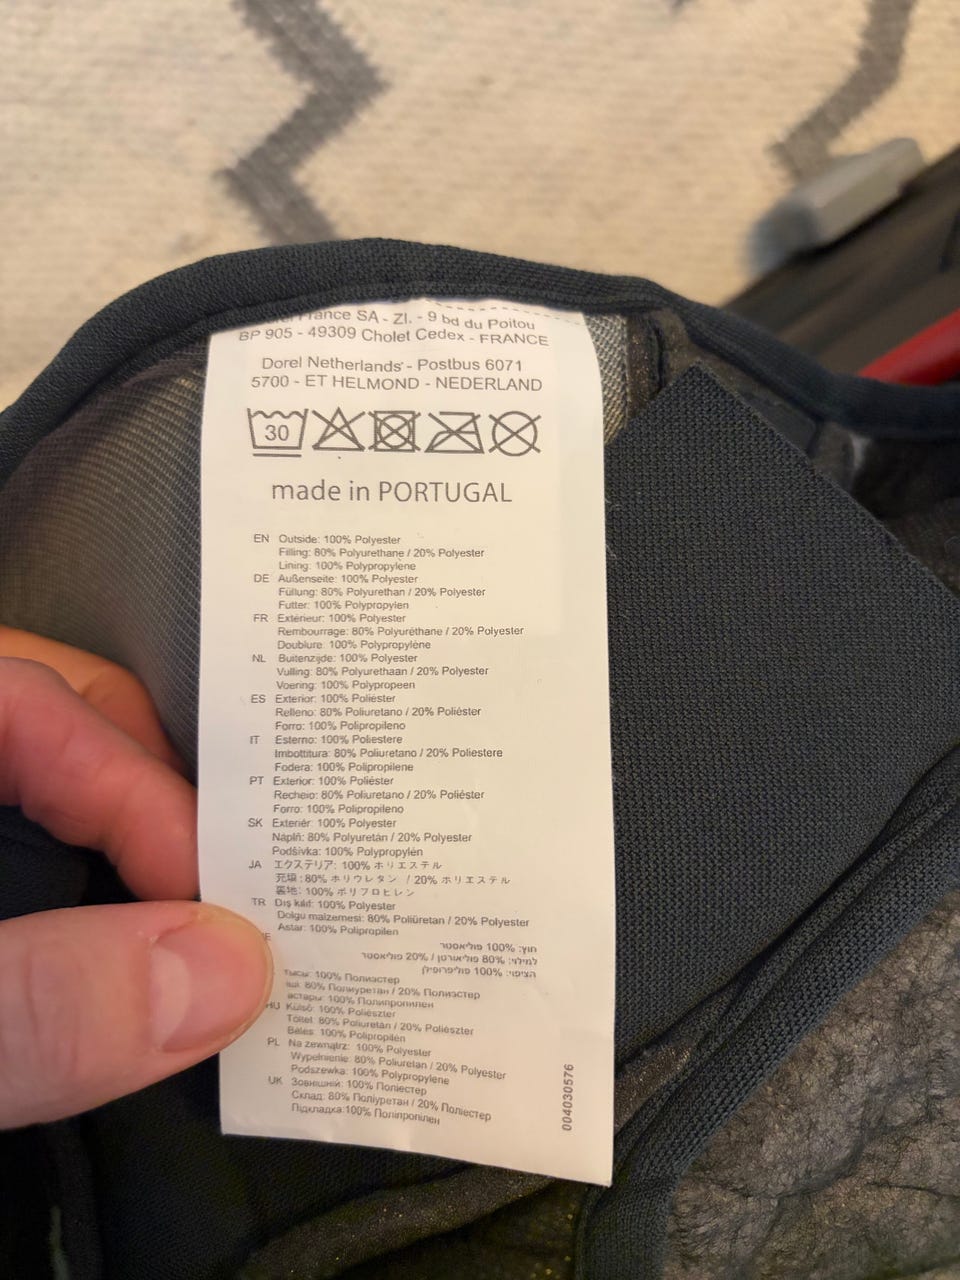 France SA - ZI. - 9 bd du Poitou
BP 905 - 49309 Cholet Cedex - FRANCE
Dorel Netherlands - Postbus 6071
5700 - ET HELMOND - NEDERLAND
30
made in PORTUGAL
EN Outside: 100% Polyester
Filling: 80% Polyurethane / 20% Polyester
Lining: 100% Polypropylene
DE Außenseite: 100% Polyester
Füllung: 80% Polyurethan / 20% Polyester
Futter: 100% Polypropylen
FR Extérieur: 100% Polyester
Rembourrage: 80% Polyuréthane / 20% Polyester
Doublure: 100% Polypropylène
NL Buitenzijde: 100% Polyester
Vulling: 80% Polyurethaan / 20% Polyester
Voering: 100% Polypropeen
ES Exterior: 100% Poliéster
Relleno: 80% Poliuretano / 20% Poliéster
Forro: 100% Polipropileno
IT Esterno: 100% Poliestere
Imbottitura: 80% Poliuretano / 20% Poliestere
Fodera: 100% Polipropilene
PT Exterior: 100% Poliéster
Recheio: 80% Poliuretano / 20% Poliéster
Forro: 100% Polipropileno
SK Exteriér: 100% Polyester
Náplň: 80% Polyuretán / 20% Polyester
Podšívka: 100% Polypropylén
JA エクステリア: 100% ポリエステル
充填: 80% ポリウレタン / 20% ポリエステル
裏地: 100% ポリプロピレン
TR Dış kılıf: 100% Polyester
Dolgu malzemesi: 80% Poliüretan / 20% Polyester
Astar: 100% Polipropilen
חוץ: 100% פוליאסטר
למילוי: 80% פוליאורטן / 20% פוליאסטר
הציפוי: 100% פוליפרופילן
Тысы: 100% Полиэстер
іші: 80% Полиуретан / 20% Полиэстер
астары: 100% Полипропилен
HU Külső: 100% Poliészter
Töltet: 80% Poliuretán / 20% Poliészter
Bélés: 100% Polipropilén
PL Na zewnątrz: 100% Polyester
Wypełnienie: 80% Poliuretan / 20% Polyester
Podszewka: 100% Polypropylene
UK Зовнішній: 100% Поліестер
Склад: 80% Поліуретан / 20% Поліестер
Підкладка:100% Поліпропілен
004030576